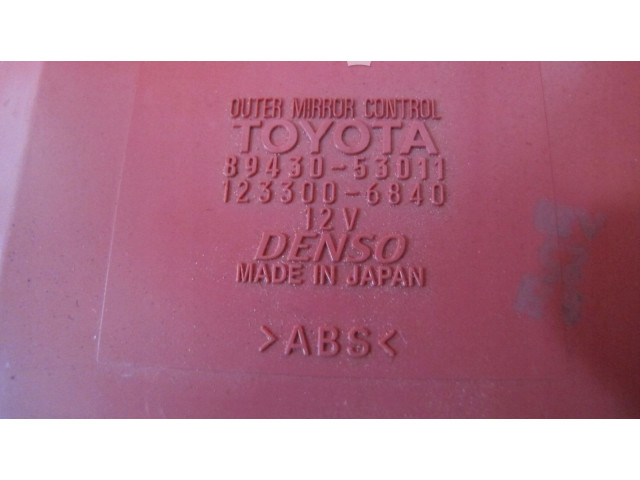 OUTER MIRROR CONTROL
TOYOTA
89430-53011
123300-6840
12V
DENSO
MADE IN JAPAN
>ABS<